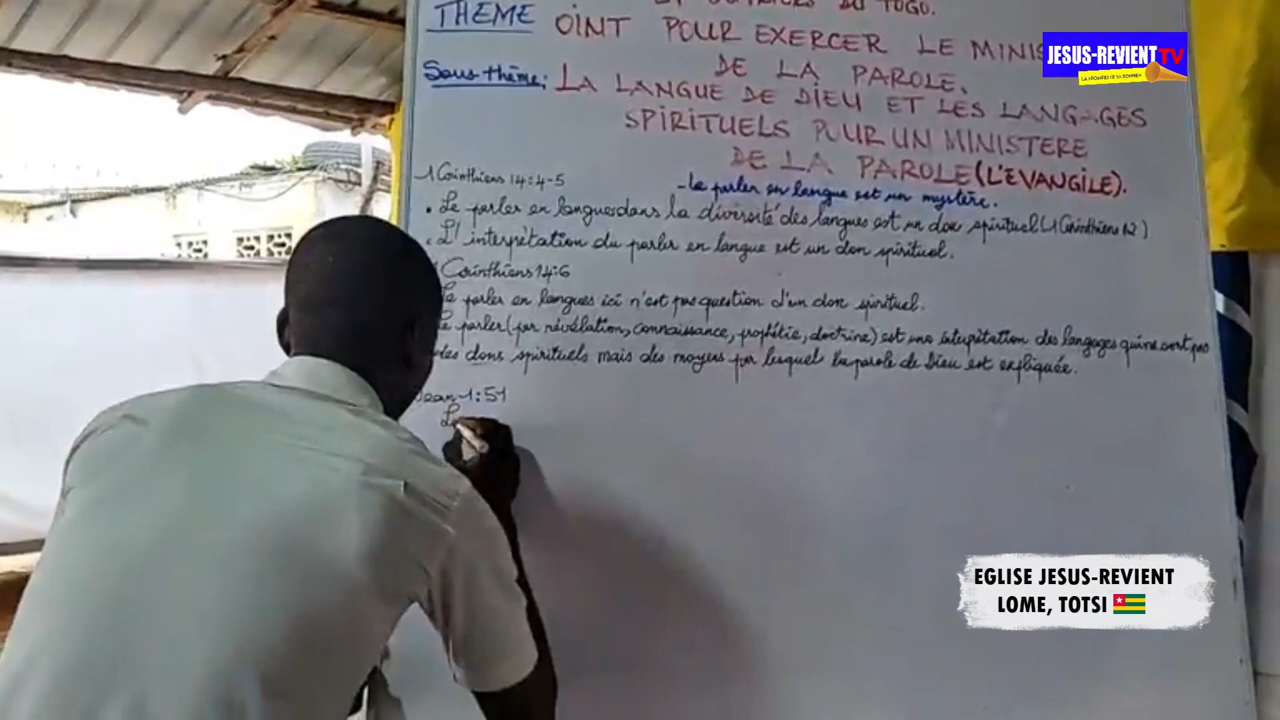 ET OUVRIERS DU TOGO.
THEME OINT POUR EXERCER LE MINIS
DE LA PAROLE.
Sous thème: LA LANGUE DE DIEU ET LES LANGAGES
SPIRITUELS POUR UN MINISTERE
DE LA PAROLE (L'EVANGILE).
1 Corinthiens 14:4-5
- Le parler en langue est un mystère.
• Le parler en langues dans la diversité des langues est un don spirituel (1 Corinthiens 12)
• L'interprétation du parler en langue est un don spirituel.
Corinthiens 14:6
Le parler en langues ici n'est pas question d'un don spirituel.
parler (par révélation, connaissance, prophétie, doctrine) est une interprétation des langages qui ne sont pas
des dons spirituels mais des moyens par lesquel la parole de Dieu est expliquée.
Jean 1:51
JESUS-REVIENT TV
EGLISE JESUS-REVIENT
LOME, TOTSI